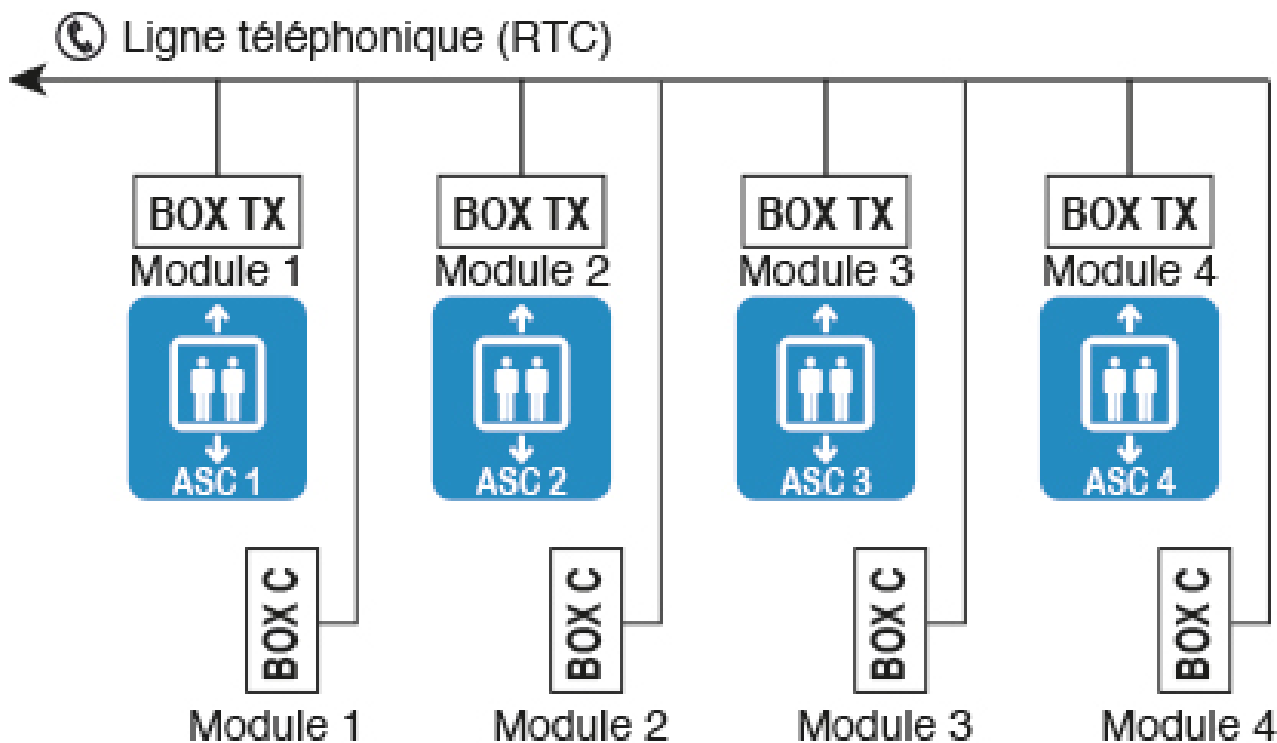 Ligne téléphonique (RTC)
BOX TX
BOX TX
BOX TX
BOX TX
Module 1
Module 2
Module 3
Module 4
ASC 1
ASC 2
ASC 3
ASC 4
BOX C
BOX C
BOX C
BOX C
Module 1
Module 2
Module 3
Module 4